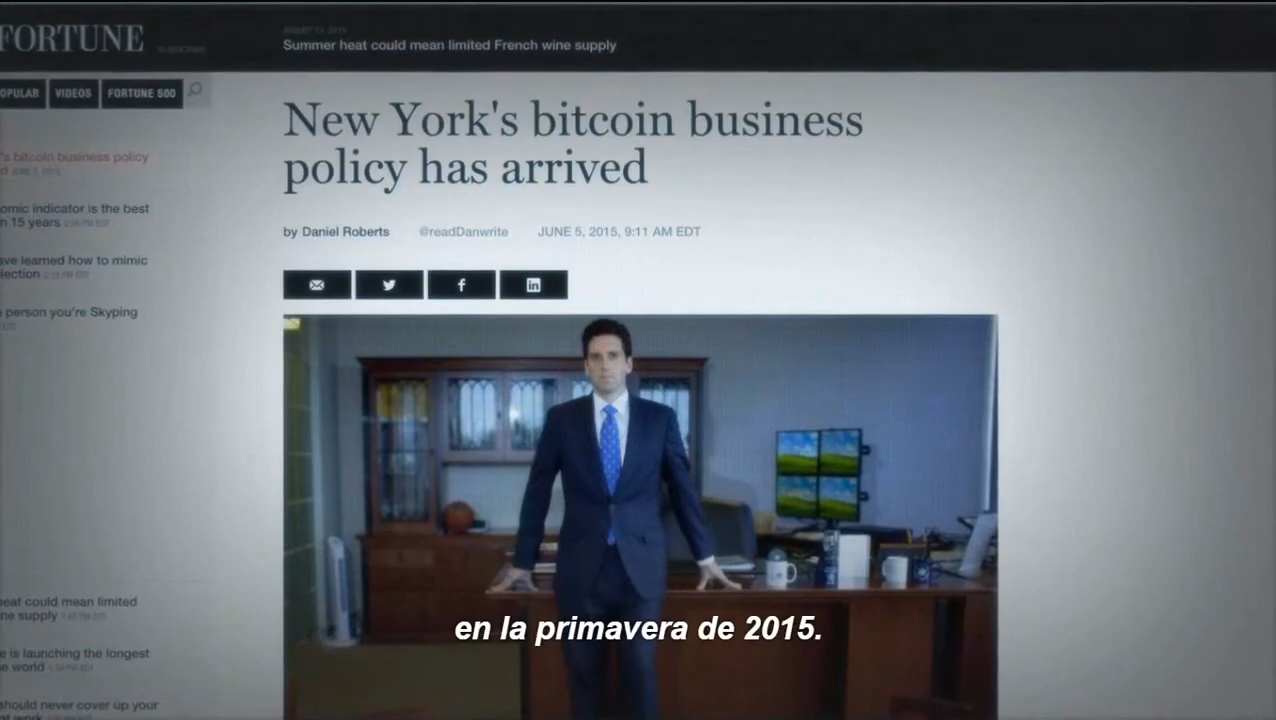 FORTUNE
SUBSCRIBE
Summer heat could mean limited French wine supply
OPULAR
VIDEOS
FORTUNE 500
New York's bitcoin business
policy has arrived
by Daniel Roberts @readDanwrite JUNE 5, 2015, 9:11 AM EDT
's bitcoin business policy
d
omic indicator is the best
n 15 years
ave learned how to mimic
lection
person you're Skyping
heat could mean limited
ne supply
e is launching the longest
e world
should never cover up your
t work
en la primavera de 2015.